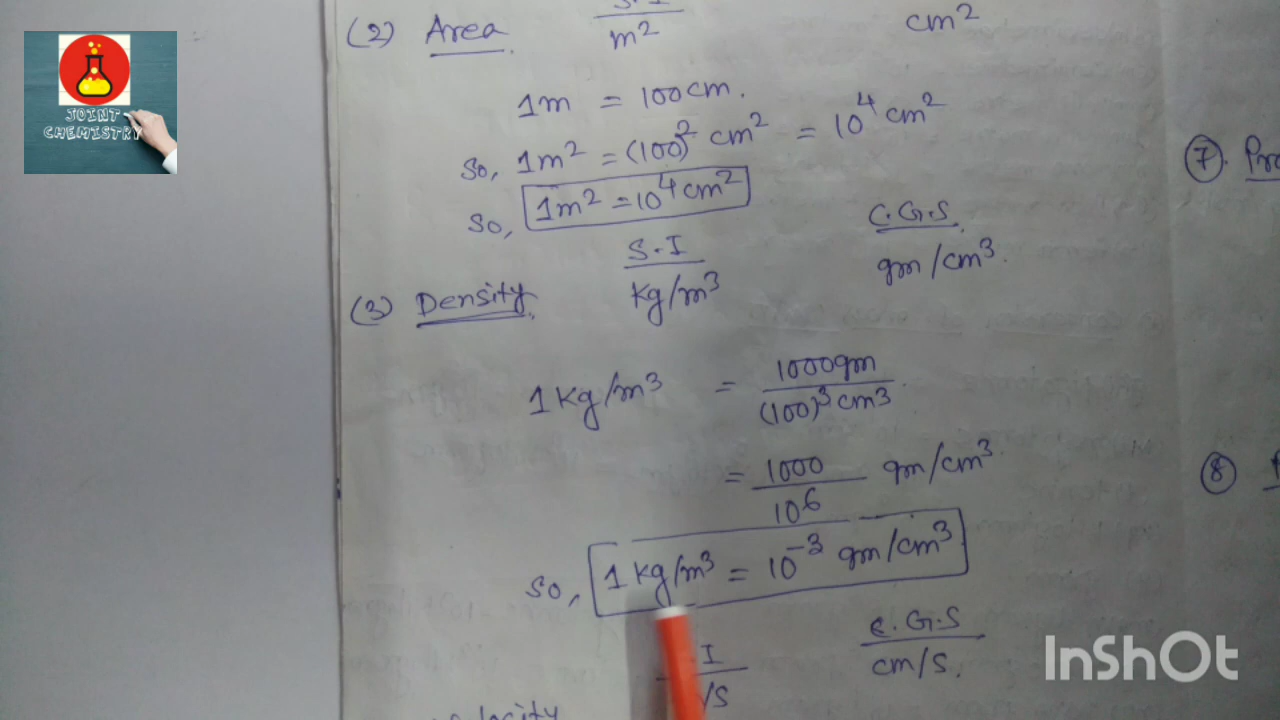 JOINT
CHEMISTRY
(2) Area. S.I cm²
m²
1m = 100cm.
So, 1m² = (100)² cm² = 10⁴ cm²
So, 1m² = 10⁴ cm²
(3) Density. S.I C.G.S.
Kg/m³ gm/cm³.
1 Kg/m³ = 1000gm / (100)³ cm³.
= 1000 / 10⁶ gm/cm³.
So, 1 Kg/m³ = 10⁻³ gm/cm³
I C.G.S
/S cm/s.
(7). Pro
(8)
InShOt